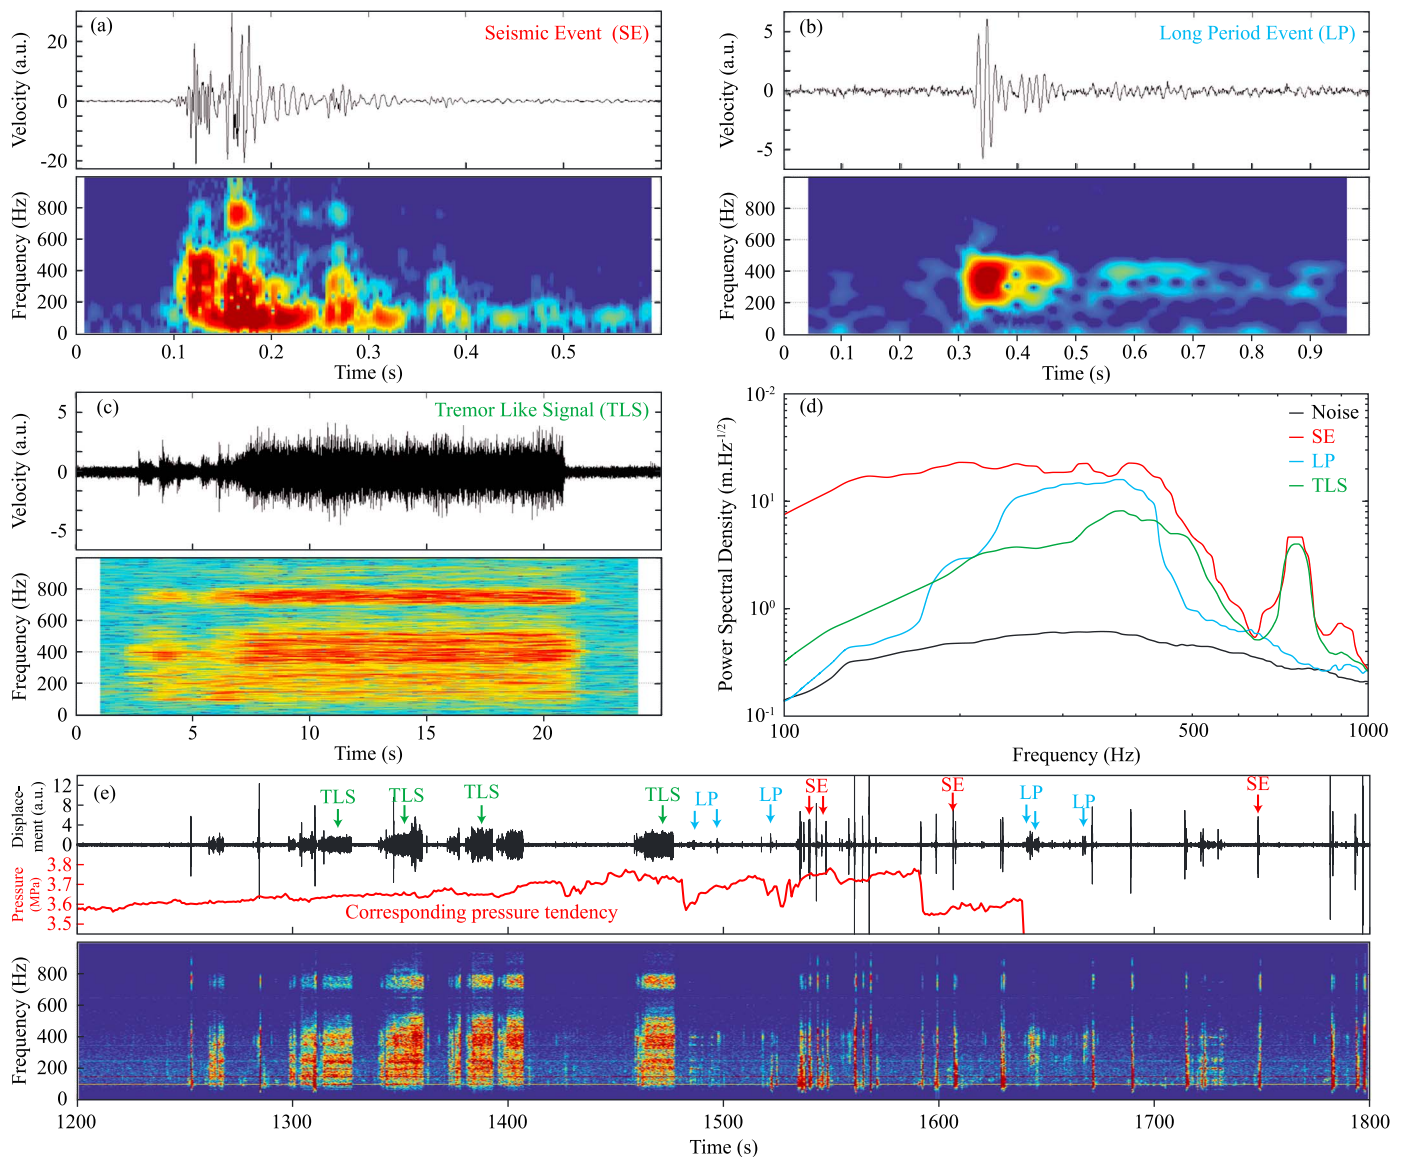 (a)
Seismic Event (SE)
Velocity (a.u.)
20
0
-20
Frequency (Hz)
800
600
400
200
0
0 0.1 0.2 0.3 0.4 0.5
Time (s)
(b)
Long Period Event (LP)
Velocity (a.u.)
5
0
-5
Frequency (Hz)
800
600
400
200
0
0 0.1 0.2 0.3 0.4 0.5 0.6 0.7 0.8 0.9
Time (s)
(c)
Tremor Like Signal (TLS)
Velocity (a.u.)
5
0
-5
Frequency (Hz)
800
600
400
200
0
0 5 10 15 20
Time (s)
(d)
Noise
SE
LP
TLS
Power Spectral Density (m.Hz-1/2)
10-2
101
100
10-1
100 500 1000
Frequency (Hz)
(e)
Displace-
ment (a.u.)
12
8
4
0
TLS TLS TLS TLS LP LP SE SE LP LP SE
Pressure
(MPa)
3.8
3.7
3.6
3.5
Corresponding pressure tendency
Frequency (Hz)
800
600
400
200
0
1200 1300 1400 1500 1600 1700 1800
Time (s)